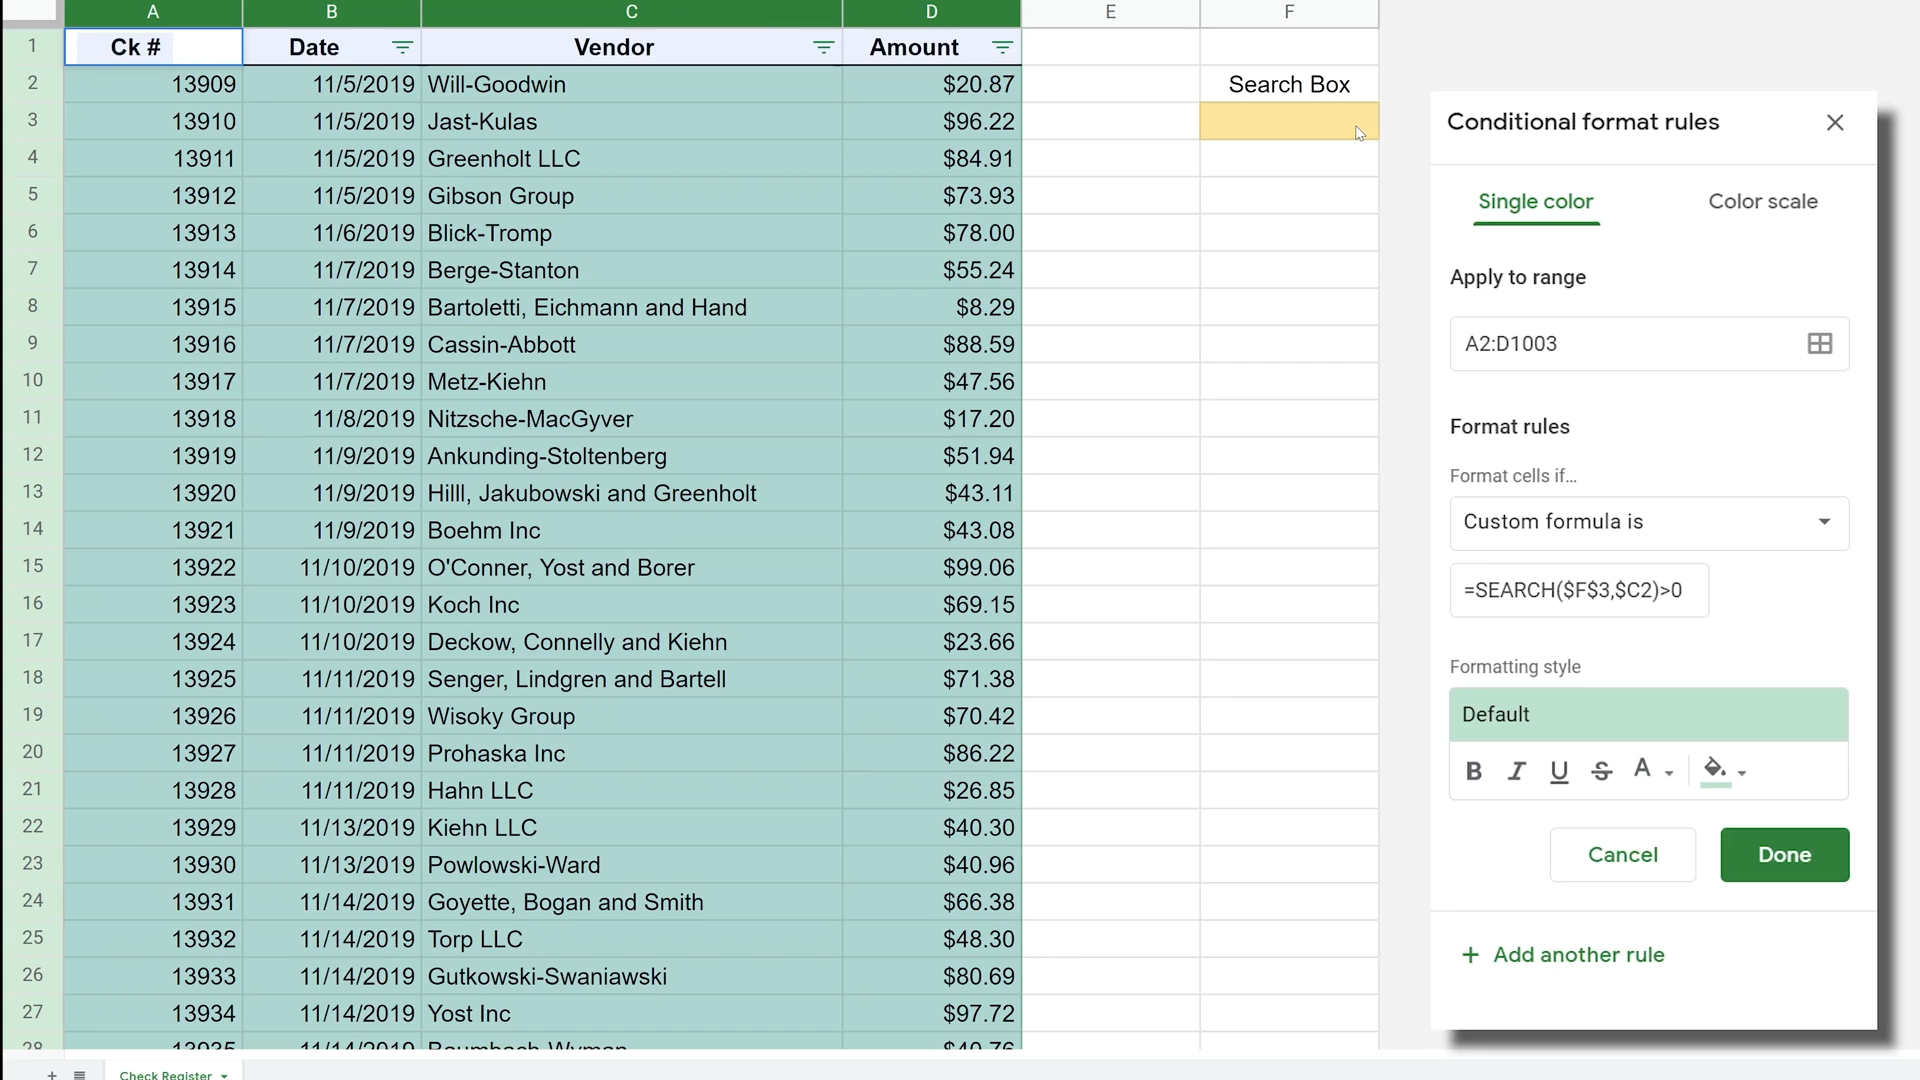 A B C D E F
1 Ck # Date Vendor Amount
2 13909 11/5/2019 Will-Goodwin $20.87 Search Box
3 13910 11/5/2019 Jast-Kulas $96.22
4 13911 11/5/2019 Greenholt LLC $84.91
5 13912 11/5/2019 Gibson Group $73.93
6 13913 11/6/2019 Blick-Tromp $78.00
7 13914 11/7/2019 Berge-Stanton $55.24
8 13915 11/7/2019 Bartoletti, Eichmann and Hand $8.29
9 13916 11/7/2019 Cassin-Abbott $88.59
10 13917 11/7/2019 Metz-Kiehn $47.56
11 13918 11/8/2019 Nitzsche-MacGyver $17.20
12 13919 11/9/2019 Ankunding-Stoltenberg $51.94
13 13920 11/9/2019 Hilll, Jakubowski and Greenholt $43.11
14 13921 11/9/2019 Boehm Inc $43.08
15 13922 11/10/2019 O'Conner, Yost and Borer $99.06
16 13923 11/10/2019 Koch Inc $69.15
17 13924 11/10/2019 Deckow, Connelly and Kiehn $23.66
18 13925 11/11/2019 Senger, Lindgren and Bartell $71.38
19 13926 11/11/2019 Wisoky Group $70.42
20 13927 11/11/2019 Prohaska Inc $86.22
21 13928 11/11/2019 Hahn LLC $26.85
22 13929 11/13/2019 Kiehn LLC $40.30
23 13930 11/13/2019 Powlowski-Ward $40.96
24 13931 11/14/2019 Goyette, Bogan and Smith $66.38
25 13932 11/14/2019 Torp LLC $48.30
26 13933 11/14/2019 Gutkowski-Swaniawski $80.69
27 13934 11/14/2019 Yost Inc $97.72
28 13935 11/14/2019 Baumbach-Wyman $40.76
Check Register
Conditional format rules
Single color Color scale
Apply to range
A2:D1003
Format rules
Format cells if…
Custom formula is
=SEARCH($F$3,$C2)>0
Formatting style
Default
B I U S A
Cancel Done
+ Add another rule